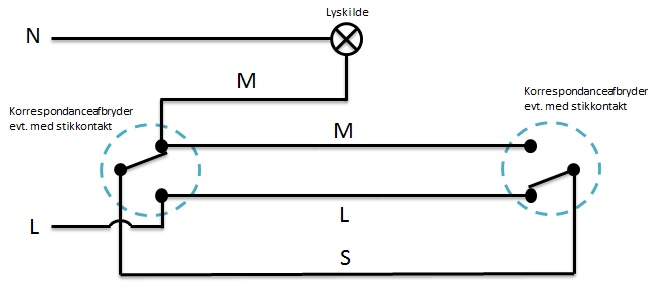 Lyskilde
N
M
Korrespondanceafbryder
evt. med stikkontakt
Korrespondanceafbryder
evt. med stikkontakt
M
L
L
S